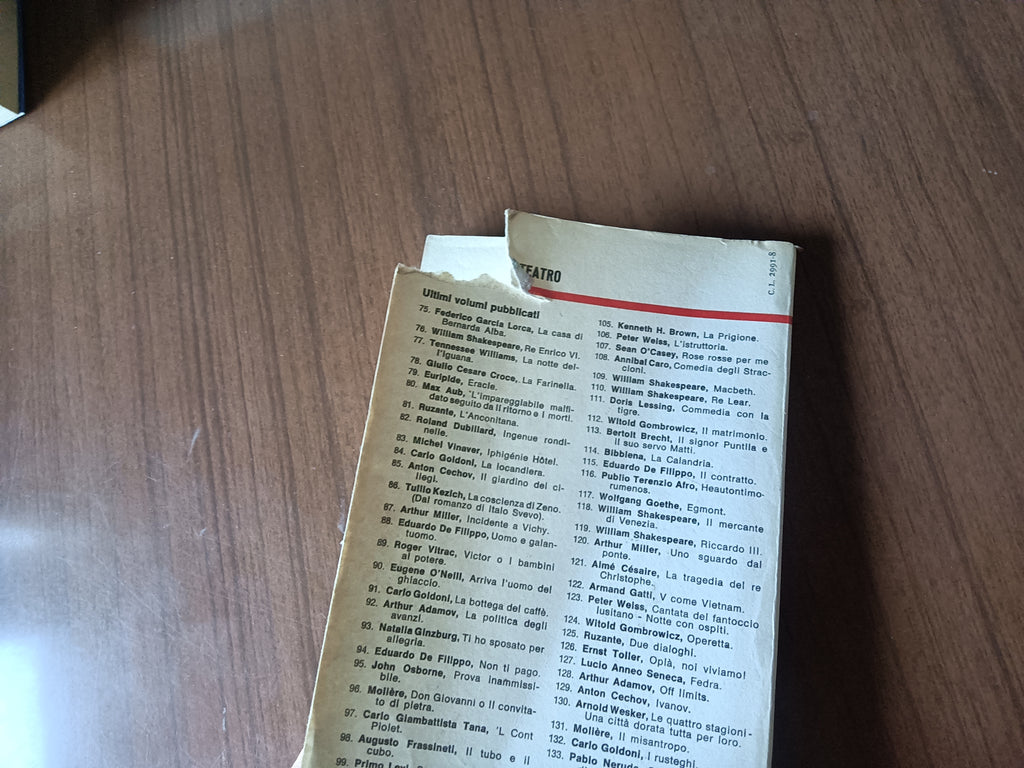 TEATRO
C. L. 2991-8
Ultimi volumi pubblicati
75. Federico Garcia Lorca, La casa di
Bernarda Alba.
76. William Shakespeare, Re Enrico VI.
77. Tennessee Williams, La notte del-
l'Iguana.
78. Giulio Cesare Croce, La Farinella.
79. Euripide, Eracle.
80. Max Aub, L'impareggiabile malfi-
dato seguito da Il ritorno e I morti.
81. Ruzante, L'Anconitana.
82. Roland Dubillard, Ingenue rondi-
nelle.
83. Michel Vinaver, Iphigénie Hôtel.
84. Carlo Goldoni, La locandiera.
85. Anton Cechov, Il giardino dei ci-
liegi.
86. Tullio Kezich, La coscienza di Zeno.
(Dal romanzo di Italo Svevo).
87. Arthur Miller, Incidente a Vichy.
88. Eduardo De Filippo, Uomo e galan-
tuomo.
89. Roger Vitrac, Victor o I bambini
al potere.
90. Eugene O'Neill, Arriva l'uomo del
ghiaccio.
91. Carlo Goldoni, La bottega del caffè.
92. Arthur Adamov, La politica degli
avanzi.
93. Natalia Ginzburg, Ti ho sposato per
allegria.
94. Eduardo De Filippo, Non ti pago.
95. John Osborne, Prova inammissi-
bile.
96. Molière, Don Giovanni o Il convita-
to di pietra.
97. Carlo Giambattista Tana, 'L Cont
Piolet.
98. Augusto Frassineti, Il tubo e il
cubo.
99. Primo Levi,
105. Kenneth H. Brown, La Prigione.
106. Peter Weiss, L'istruttoria.
107. Sean O'Casey, Rose rosse per me
108. Annibal Caro, Comedia degli Strac-
cioni.
109. William Shakespeare, Macbeth.
110. William Shakespeare, Re Lear.
111. Doris Lessing, Commedia con la
tigre.
112. Witold Gombrowicz, Il matrimonio.
113. Bertolt Brecht, Il signor Puntila e
il suo servo Matti.
114. Bibbiena, La Calandria.
115. Eduardo De Filippo, Il contratto.
116. Publio Terenzio Afro, Heautontimo-
rumenos.
117. Wolfgang Goethe, Egmont.
118. William Shakespeare, Il mercante
di Venezia.
119. William Shakespeare, Riccardo III.
120. Arthur Miller, Uno sguardo dal
ponte.
121. Aimé Césaire, La tragedia del re
Christophe.
122. Armand Gatti, V come Vietnam.
123. Peter Weiss, Cantata del fantoccio
lusitano - Notte con ospiti.
124. Witold Gombrowicz, Operetta.
125. Ruzante, Due dialoghi.
126. Ernst Toller, Oplà, noi viviamo!
127. Lucio Anneo Seneca, Fedra.
128. Arthur Adamov, Off limits.
129. Anton Cechov, Ivanov.
130. Arnold Wesker, Le quattro stagioni -
Una città dorata tutta per loro.
131. Molière, Il misantropo.
132. Carlo Goldoni, I rusteghi.
133. Pablo Neruda,